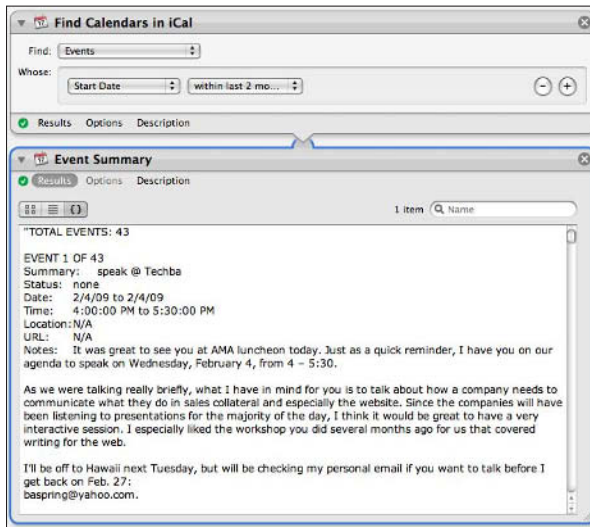 Find Calendars in iCal
Find: Events
Whose:
Start Date within last 2 mo...
Results Options Description
Event Summary
Results Options Description
1 item Name
"TOTAL EVENTS: 43
EVENT 1 OF 43
Summary: speak @ Techba
Status: none
Date: 2/4/09 to 2/4/09
Time: 4:00:00 PM to 5:30:00 PM
Location:N/A
URL: N/A
Notes: It was great to see you at AMA luncheon today. Just as a quick reminder, I have you on our
agenda to speak on Wednesday, February 4, from 4 – 5:30.
As we were talking really briefly, what I have in mind for you is to talk about how a company needs to
communicate what they do in sales collateral and especially the website. Since the companies will have
been listening to presentations for the majority of the day, I think it would be great to have a very
interactive session. I especially liked the workshop you did several months ago for us that covered
writing for the web.
I'll be off to Hawaii next Tuesday, but will be checking my personal email if you want to talk before I
get back on Feb. 27:
baspring@yahoo.com.